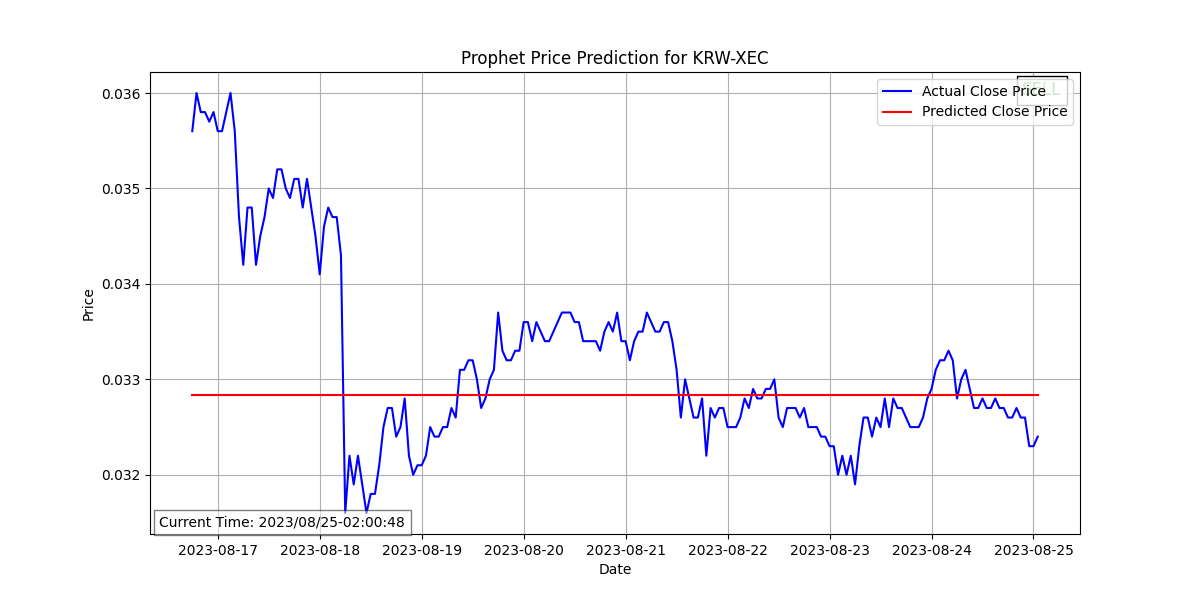 Prophet Price Prediction for KRW-XEC
SELL
Actual Close Price
Predicted Close Price
0.036
0.035
0.034
0.033
0.032
Price
Current Time: 2023/08/25-02:00:48
2023-08-17 2023-08-18 2023-08-19 2023-08-20 2023-08-21 2023-08-22 2023-08-23 2023-08-24 2023-08-25
Date